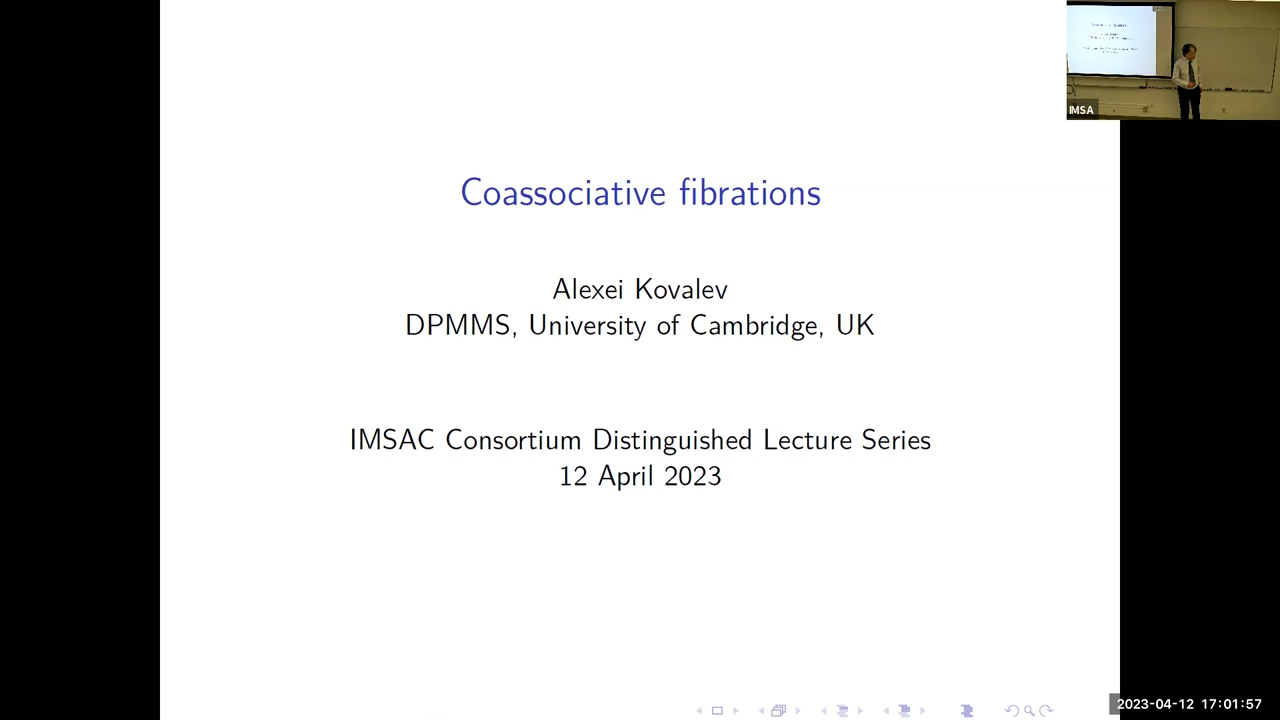 Coassociative fibrations
Alexei Kovalev
DPMMS, University of Cambridge, UK
IMSAC Consortium Distinguished Lecture Series
12 April 2023
IMSA
2023-04-12 17:01:57